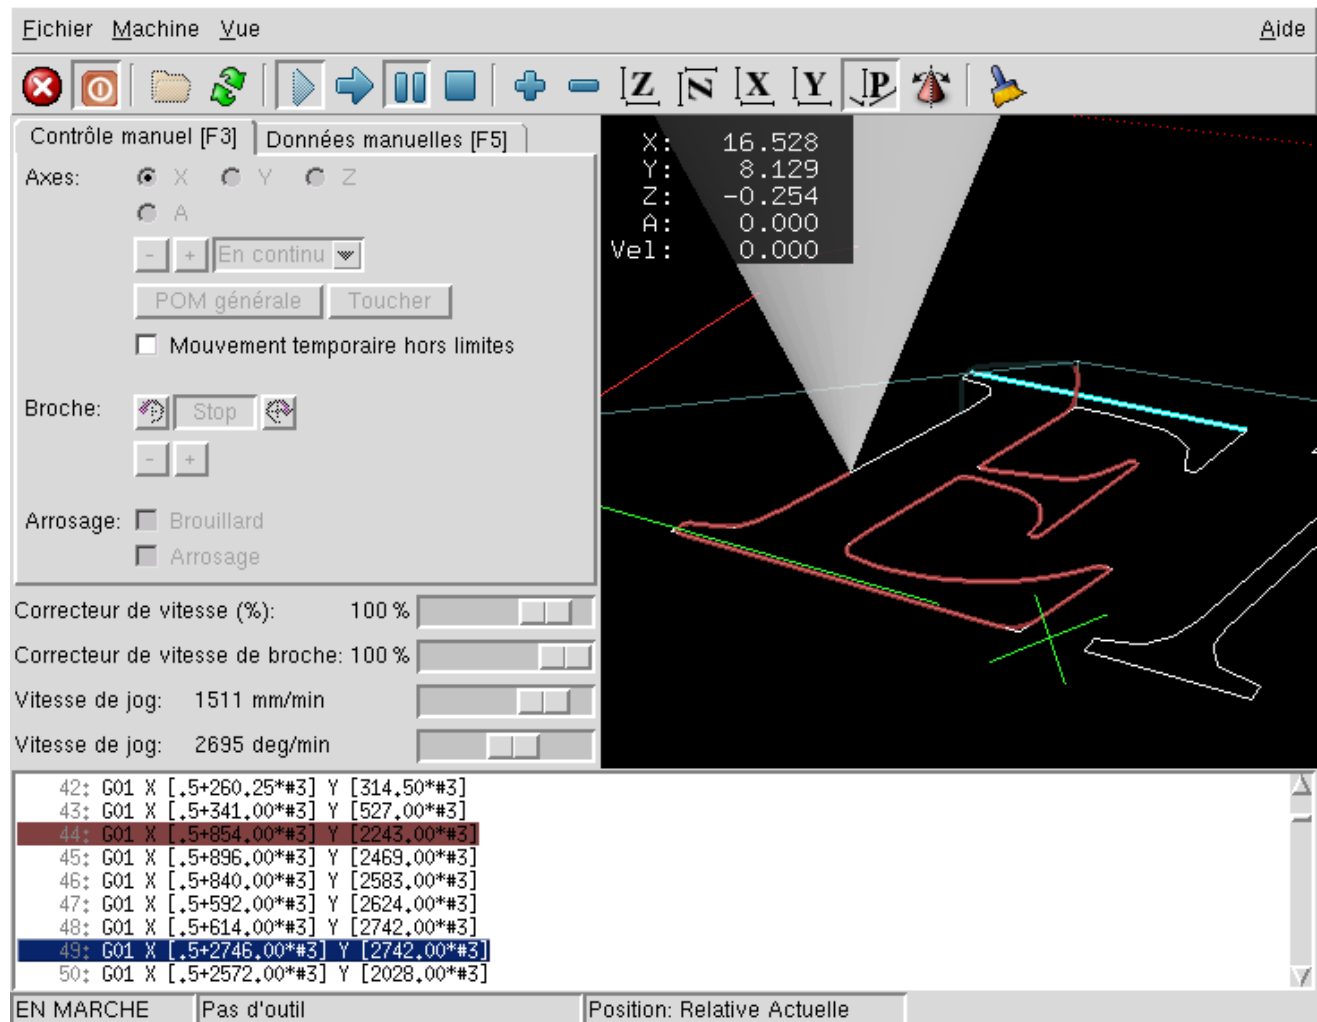 Fichier Machine Vue Aide
Z N X Y P
Contrôle manuel [F3] Données manuelles [F5]
Axes: X Y Z
A
- + En continu
POM générale Toucher
Mouvement temporaire hors limites
Broche: Stop
- +
Arrosage: Brouillard
Arrosage
Correcteur de vitesse (%): 100 %
Correcteur de vitesse de broche: 100 %
Vitesse de jog: 1511 mm/min
Vitesse de jog: 2695 deg/min
X: 16.528
Y: 8.129
Z: -0.254
A: 0.000
Vel: 0.000
42: G01 X [.5+260.25*#3] Y [314.50*#3]
43: G01 X [.5+341.00*#3] Y [527.00*#3]
44: G01 X [.5+854.00*#3] Y [2243.00*#3]
45: G01 X [.5+896.00*#3] Y [2469.00*#3]
46: G01 X [.5+840.00*#3] Y [2583.00*#3]
47: G01 X [.5+592.00*#3] Y [2624.00*#3]
48: G01 X [.5+614.00*#3] Y [2742.00*#3]
49: G01 X [.5+2746.00*#3] Y [2742.00*#3]
50: G01 X [.5+2572.00*#3] Y [2028.00*#3]
EN MARCHE Pas d'outil Position: Relative Actuelle